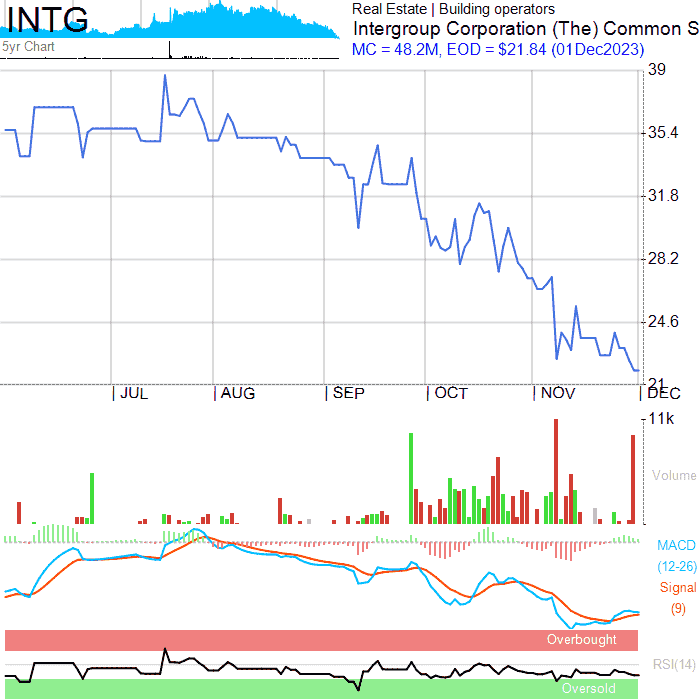 INTG
5yr Chart
Real Estate | Building operators
Intergroup Corporation (The) Common S
MC = 48.2M, EOD = $21.84 (01Dec2023)
39
35.4
31.8
28.2
24.6
21
JUL AUG SEP OCT NOV DEC
11k
Volume
MACD
(12-26)
Signal
(9)
Overbought
RSI(14)
Oversold